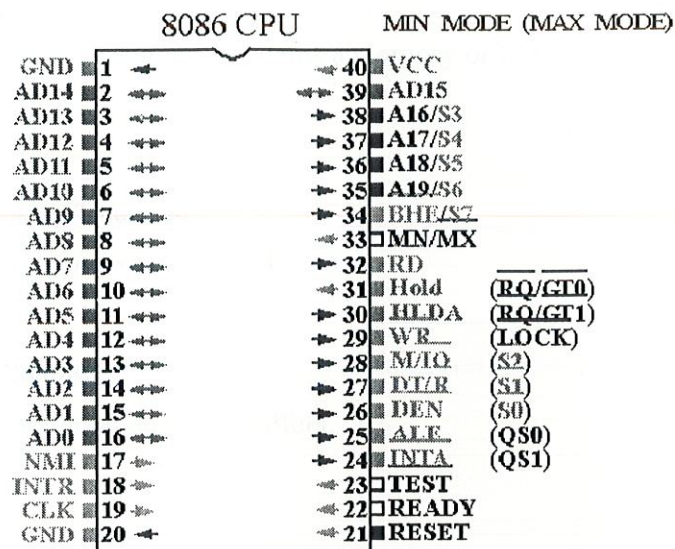 8086 CPU MIN MODE (MAX MODE)
GND 1 40 VCC
AD14 2 39 AD15
AD13 3 38 A16/S3
AD12 4 37 A17/S4
AD11 5 36 A18/S5
AD10 6 35 A19/S6
AD9 7 34 BHE/S7
AD8 8 33 MN/MX
AD7 9 32 RD
AD6 10 31 Hold (RQ/GT0)
AD5 11 30 HLDA (RQ/GT1)
AD4 12 29 WR (LOCK)
AD3 13 28 M/IO (S2)
AD2 14 27 DT/R (S1)
AD1 15 26 DEN (S0)
AD0 16 25 ALE (QS0)
NMI 17 24 INTA (QS1)
INTR 18 23 TEST
CLK 19 22 READY
GND 20 21 RESET